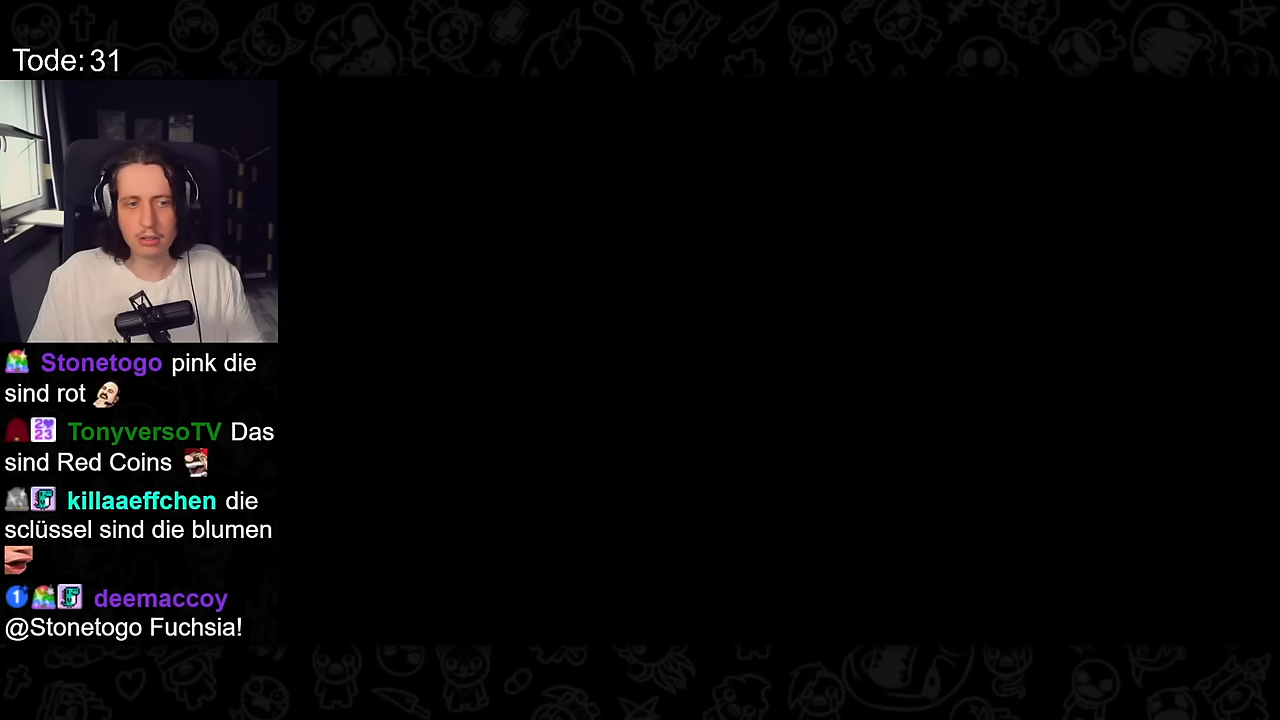 Tode: 31
Stonetogo pink die
sind rot
TonyversoTV Das
sind Red Coins
killaaeffchen die
sclüssel sind die blumen
deemaccoy
@Stonetogo Fuchsia!